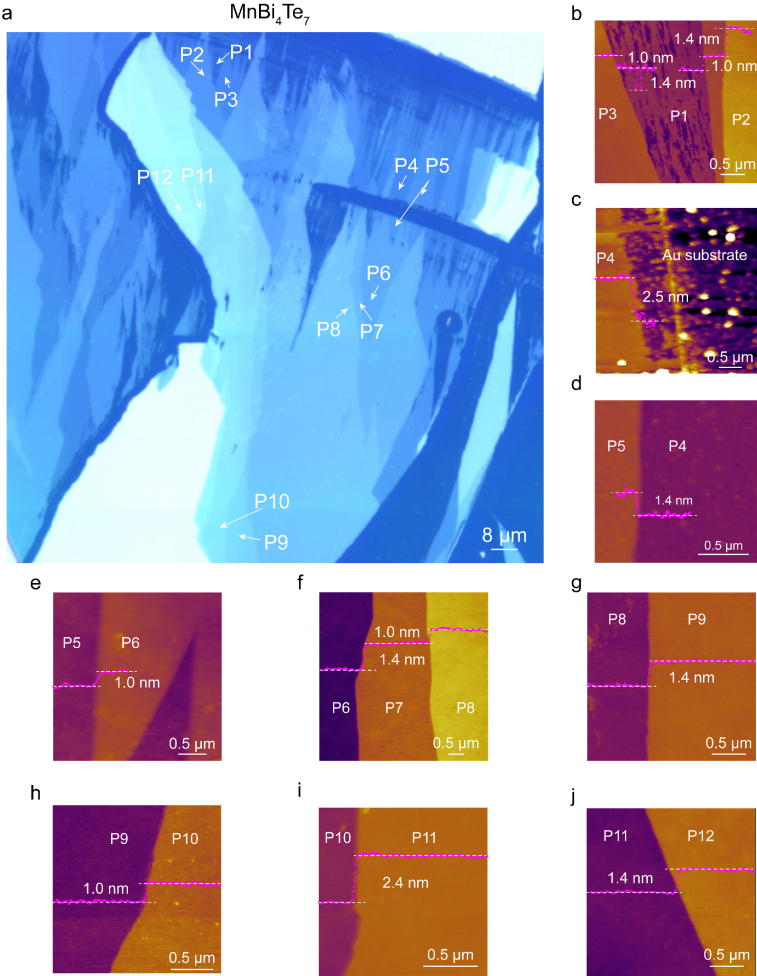 a
MnBi₄Te₇
P2
P1
P3
P12
P11
P4
P5
P6
P8
P7
P10
P9
8 µm
b
1.4 nm
1.0 nm
1.0 nm
1.4 nm
P3
P1
P2
0.5 µm
c
P4
Au substrate
2.5 nm
0.5 µm
d
P5
P4
1.4 nm
0.5 µm
e
P5
P6
1.0 nm
0.5 µm
f
1.0 nm
1.4 nm
P6
P7
P8
0.5 µm
g
P8
P9
1.4 nm
0.5 µm
h
P9
P10
1.0 nm
0.5 µm
i
P10
P11
2.4 nm
0.5 µm
j
P11
P12
1.4 nm
0.5 µm